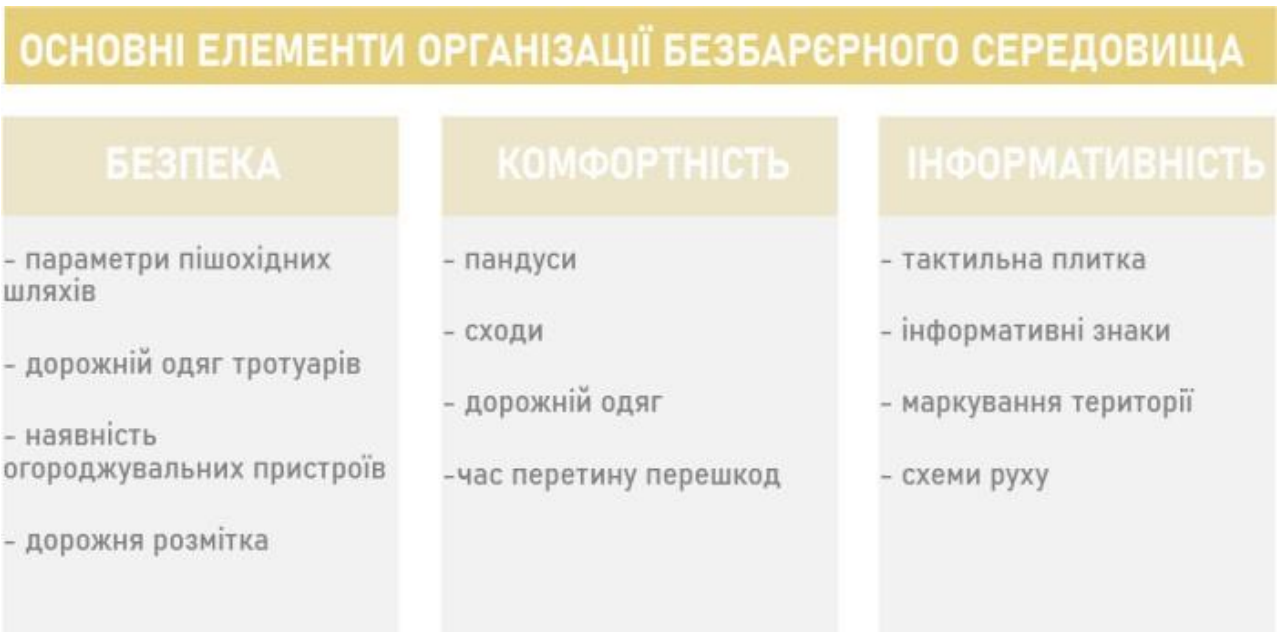 ОСНОВНІ ЕЛЕМЕНТИ ОРГАНІЗАЦІЇ БЕЗБАРЄРНОГО СЕРЕДОВИЩА
БЕЗПЕКА
- параметри пішохідних
шляхів
- дорожній одяг тротуарів
- наявність
огороджувальних пристроїв
- дорожня розмітка
КОМФОРТНІСТЬ
- пандуси
- сходи
- дорожній одяг
-час перетину перешкод
ІНФОРМАТИВНІСТЬ
- тактильна плитка
- інформативні знаки
- маркування території
- схеми руху